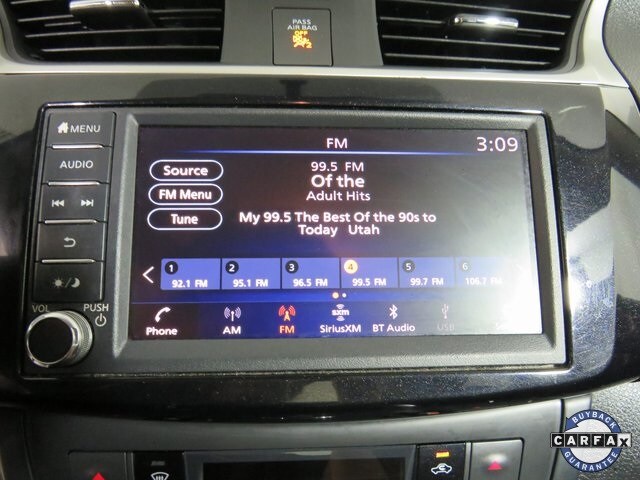 PASS
AIR BAG
OFF
2
MENU
AUDIO
VOL
PUSH
FM
3:09
Source
FM Menu
Tune
99.5 FM
Of the
Adult Hits
My 99.5 The Best Of the 90s to
Today Utah
1 2 3 4 5 6
92.1 FM 95.1 FM 96.5 FM 99.5 FM 99.7 FM 106.7 FM
sxm
Phone AM FM SiriusXM BT Audio USB
BUYBACK
CARFAX
GUARANTEE